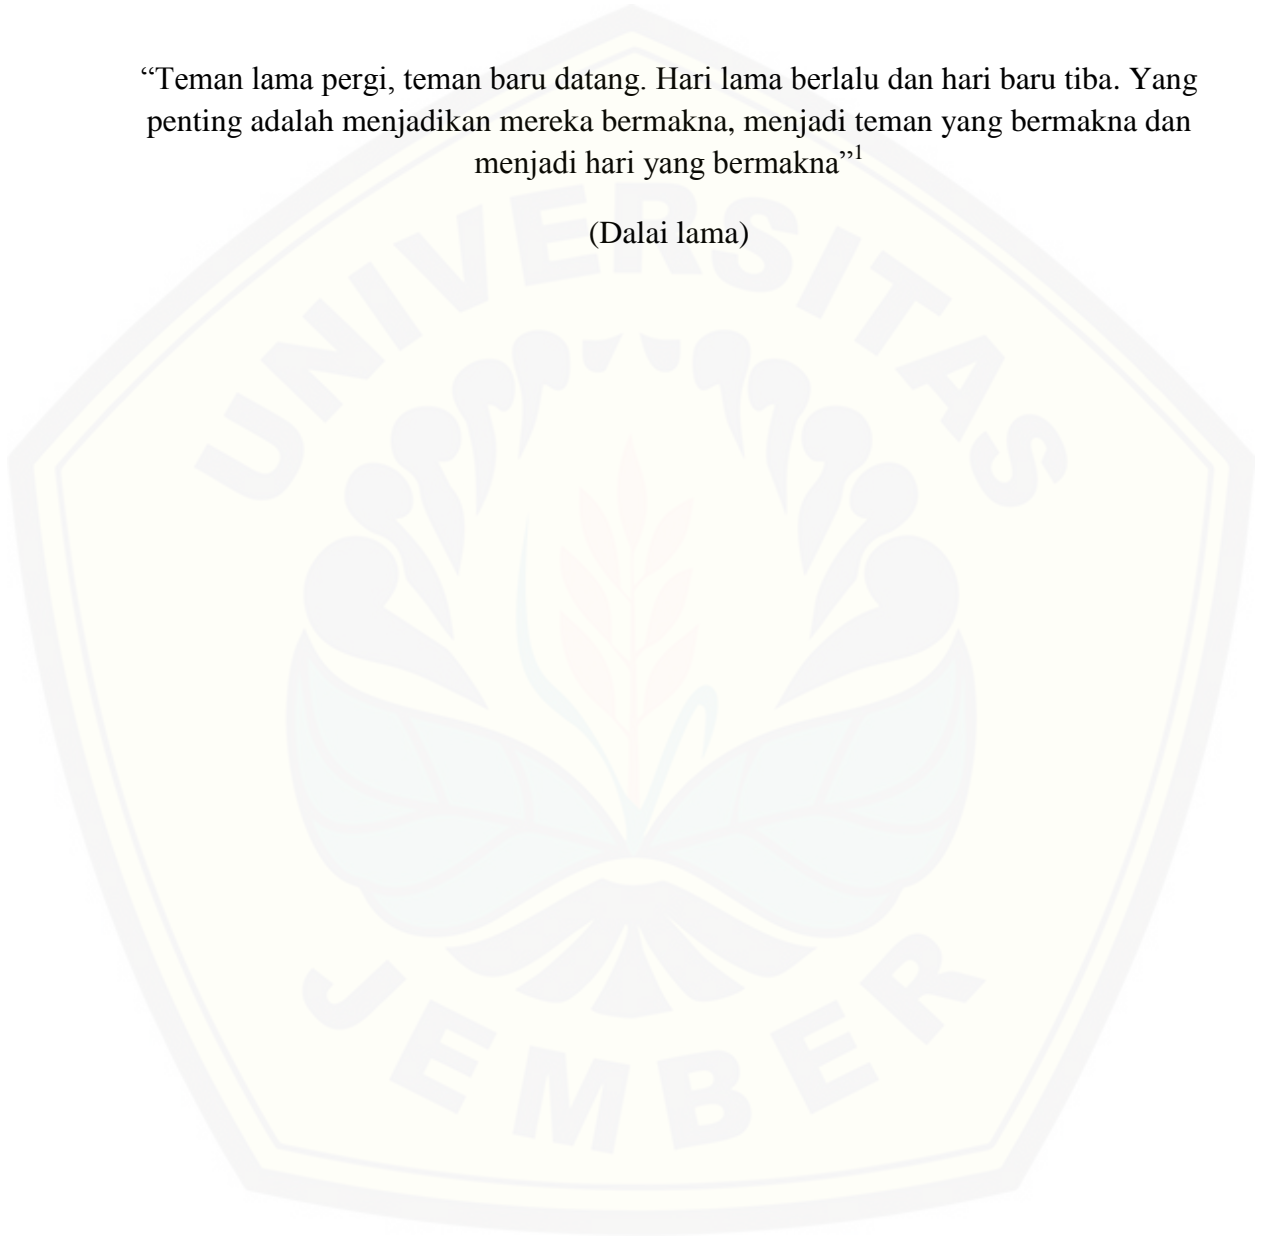 “Teman lama pergi, teman baru datang. Hari lama berlalu dan hari baru tiba. Yang
penting adalah menjadikan mereka bermakna, menjadi teman yang bermakna dan
menjadi hari yang bermakna”1
(Dalai lama)
UNIVERSITAS
JEMBER